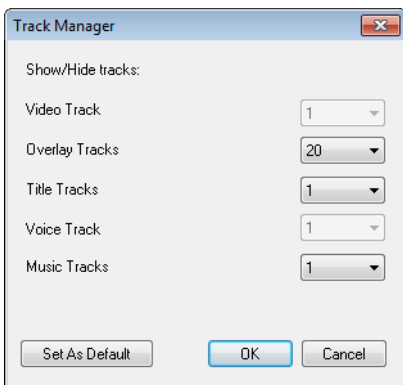 Track Manager
Show/Hide tracks:
Video Track 1
Overlay Tracks 20
Title Tracks 1
Voice Track 1
Music Tracks 1
Set As Default OK Cancel